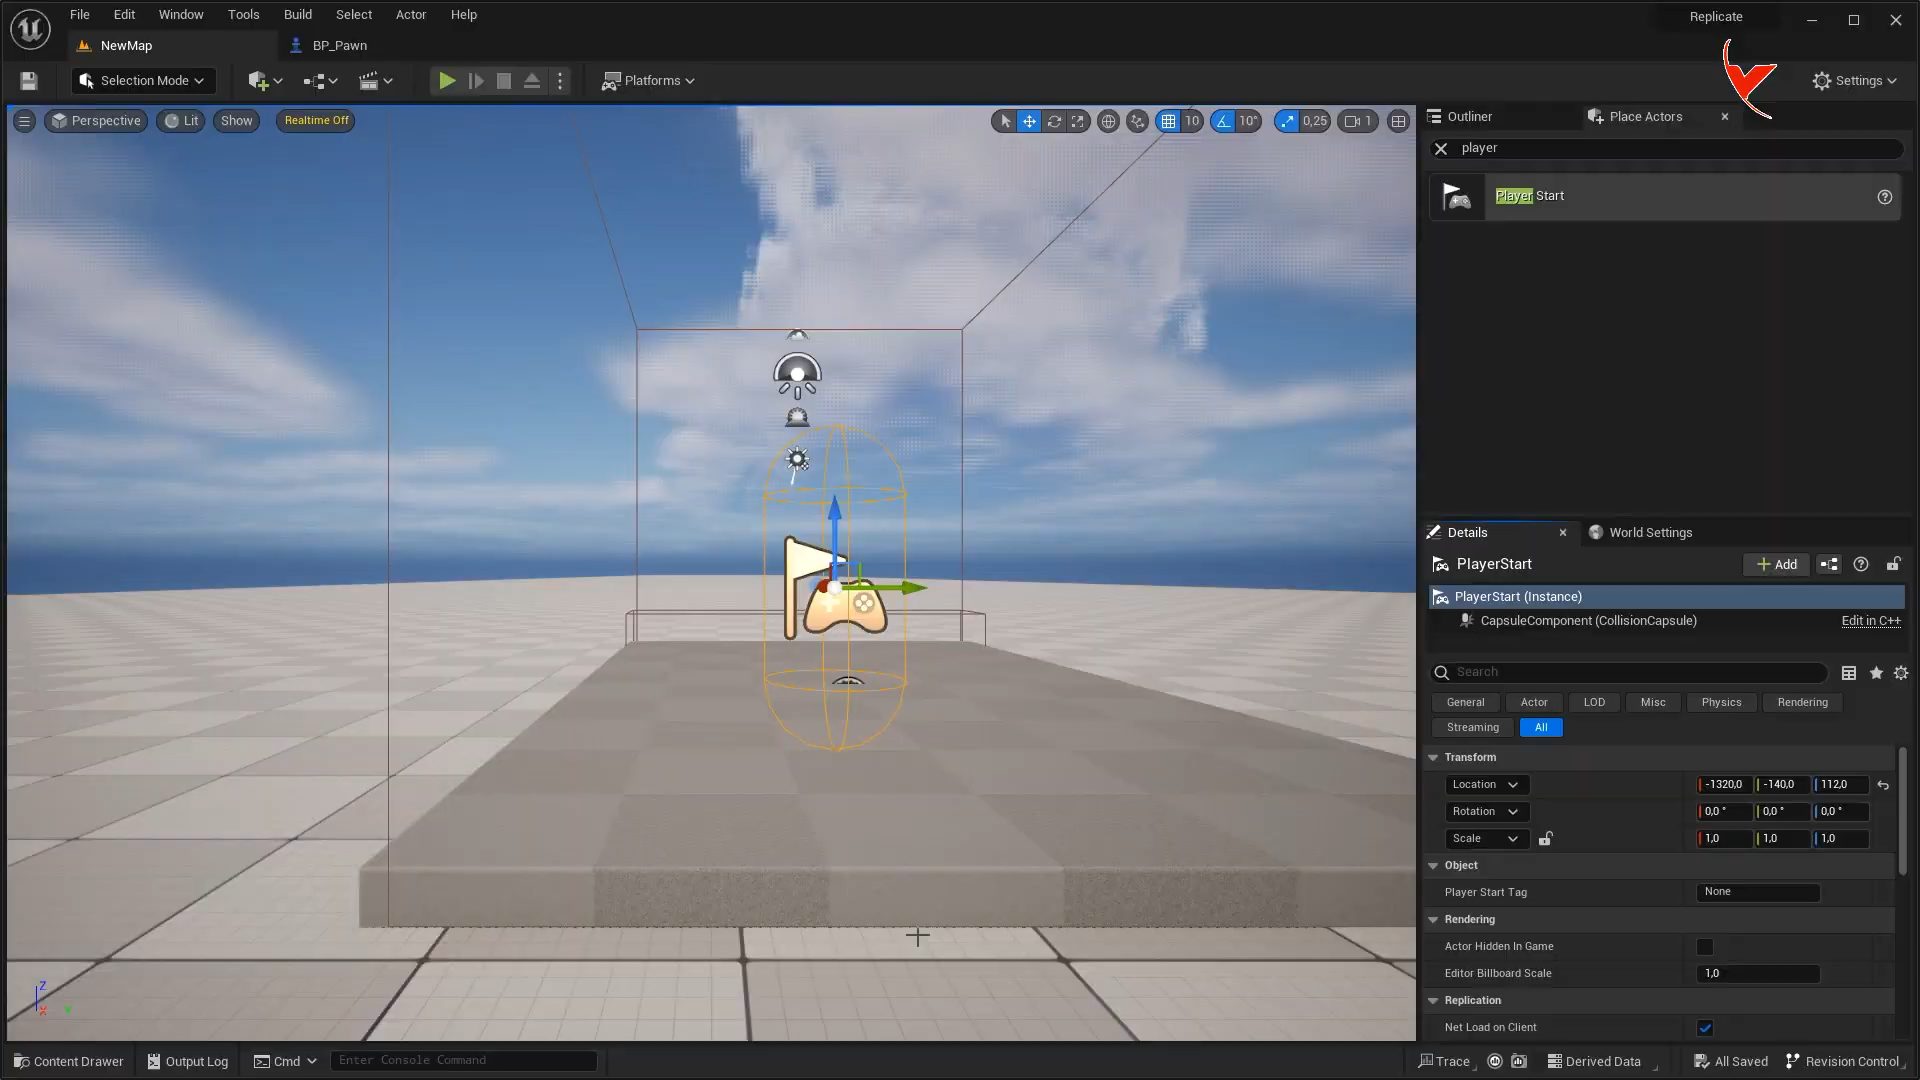 File Edit Window Tools Build Select Actor Help
Replicate
NewMap BP_Pawn
Selection Mode Platforms Settings
Perspective Lit Show Realtime Off 10 10° 0,25 1
Outliner Place Actors
player
Player Start
Details World Settings
PlayerStart Add
PlayerStart (Instance)
CapsuleComponent (CollisionCapsule) Edit in C++
Search
General Actor LOD Misc Physics Rendering
Streaming All
Transform
Location -1320,0 -140,0 112,0
Rotation 0,0 ° 0,0 ° 0,0 °
Scale 1,0 1,0 1,0
Object
Player Start Tag None
Rendering
Actor Hidden In Game
Editor Billboard Scale 1,0
Replication
Net Load on Client
Z
X Y
Content Drawer Output Log Cmd Enter Console Command Trace Derived Data All Saved Revision Control